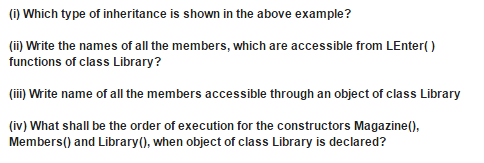 (i) Which type of inheritance is shown in the above example?
(ii) Write the names of all the members, which are accessible from LEnter( )
functions of class Library?
(iii) Write name of all the members accessible through an object of class Library
(iv) What shall be the order of execution for the constructors Magazine(),
Members() and Library(), when object of class Library is declared?